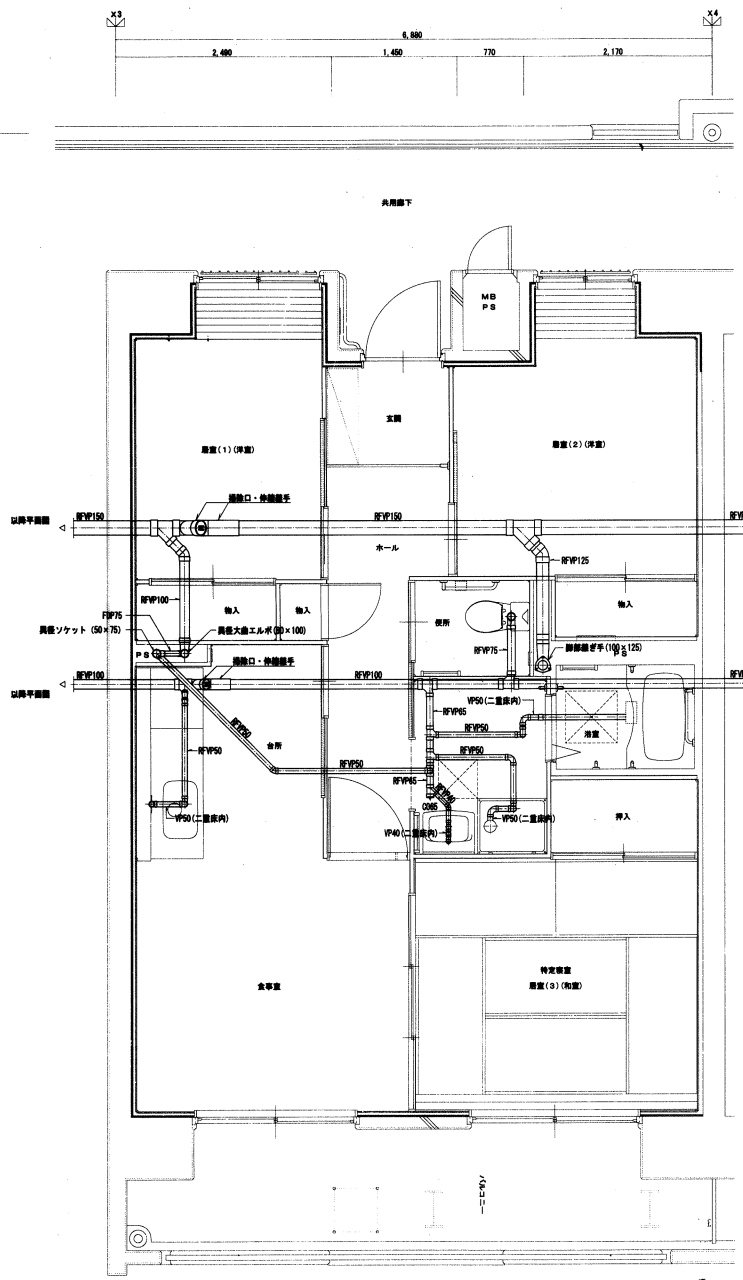 X3
X4
6,880
2,490
1,450
770
2,170
共用廊下
MB
PS
玄関
居室(1)(洋室)
居室(2)(洋室)
掃除口・伸縮継手
以降平面図
RFVP150
RFVP150
ホール
RFVP125
RFVP100
物入
物入
物入
便所
FDP75
異径ソケット (50×75)
異径大曲エルボ(80×100)
RFVP75
脚部継ぎ手(100×125)
PS
PS
掃除口・伸縮継手
RFVP100
RFVP100
以降平面図
VP50(二重床内)
RFVP65
RFVP50
浴室
RFVP50
台所
RFVP50
RFVP50
RFVP50
RFVP65
RFVP40
CO65
VP50(二重床内)
VP40(二重床内)
VP50(二重床内)
押入
特定寝室
居室(3)(和室)
食事室
バルコニー